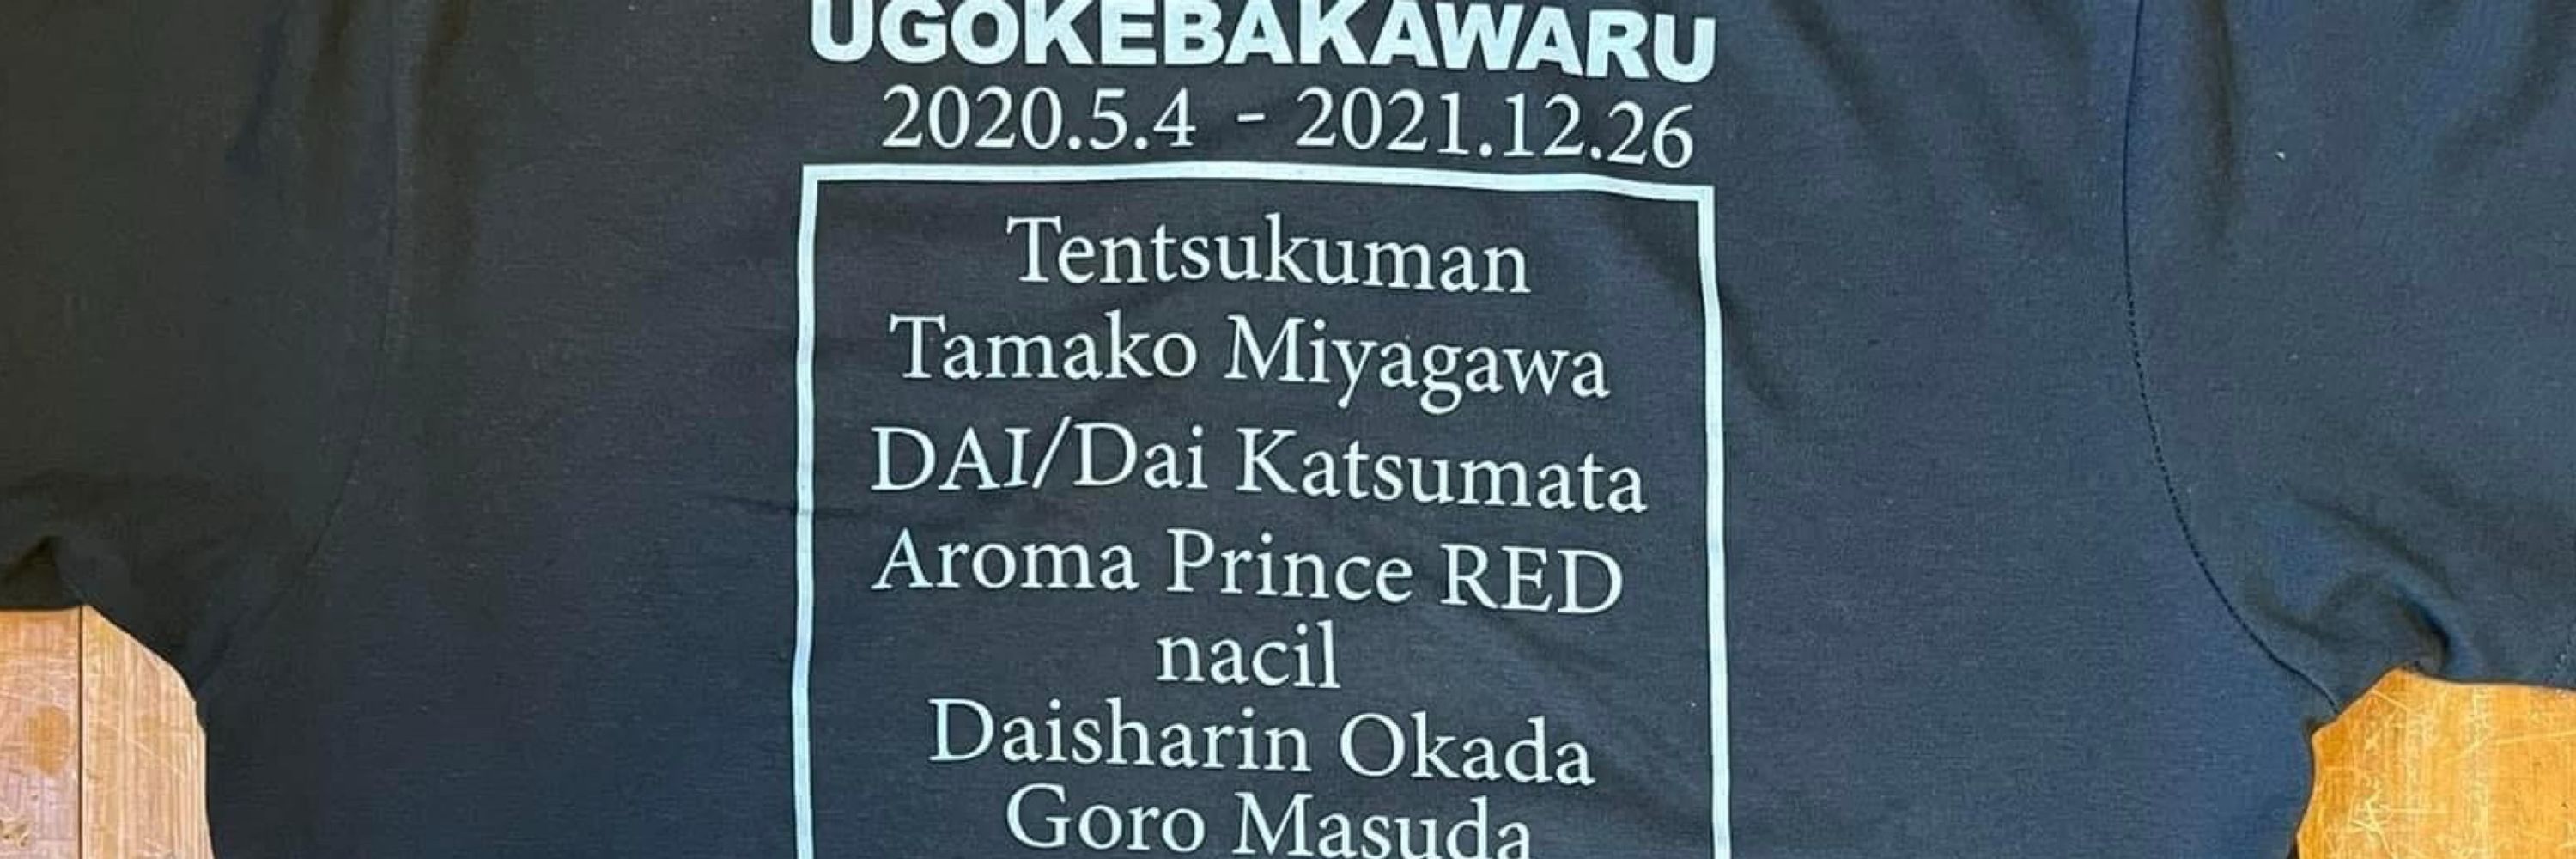 UGOKEBAKAWARU
2020.5.4 - 2021.12.26
Tentsukuman
Tamako Miyagawa
DAI/Dai Katsumata
Aroma Prince RED
nacil
Daisharin Okada
Goro Masuda